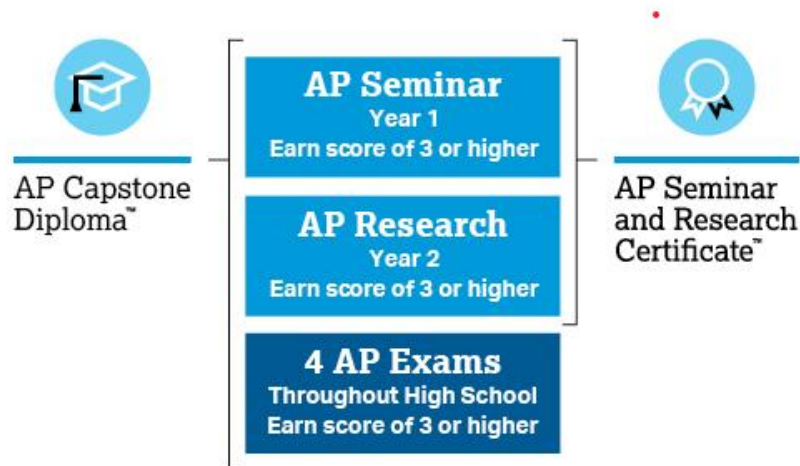 AP Capstone
Diploma™
AP Seminar
Year 1
Earn score of 3 or higher
AP Research
Year 2
Earn score of 3 or higher
4 AP Exams
Throughout High School
Earn score of 3 or higher
AP Seminar
and Research
Certificate™